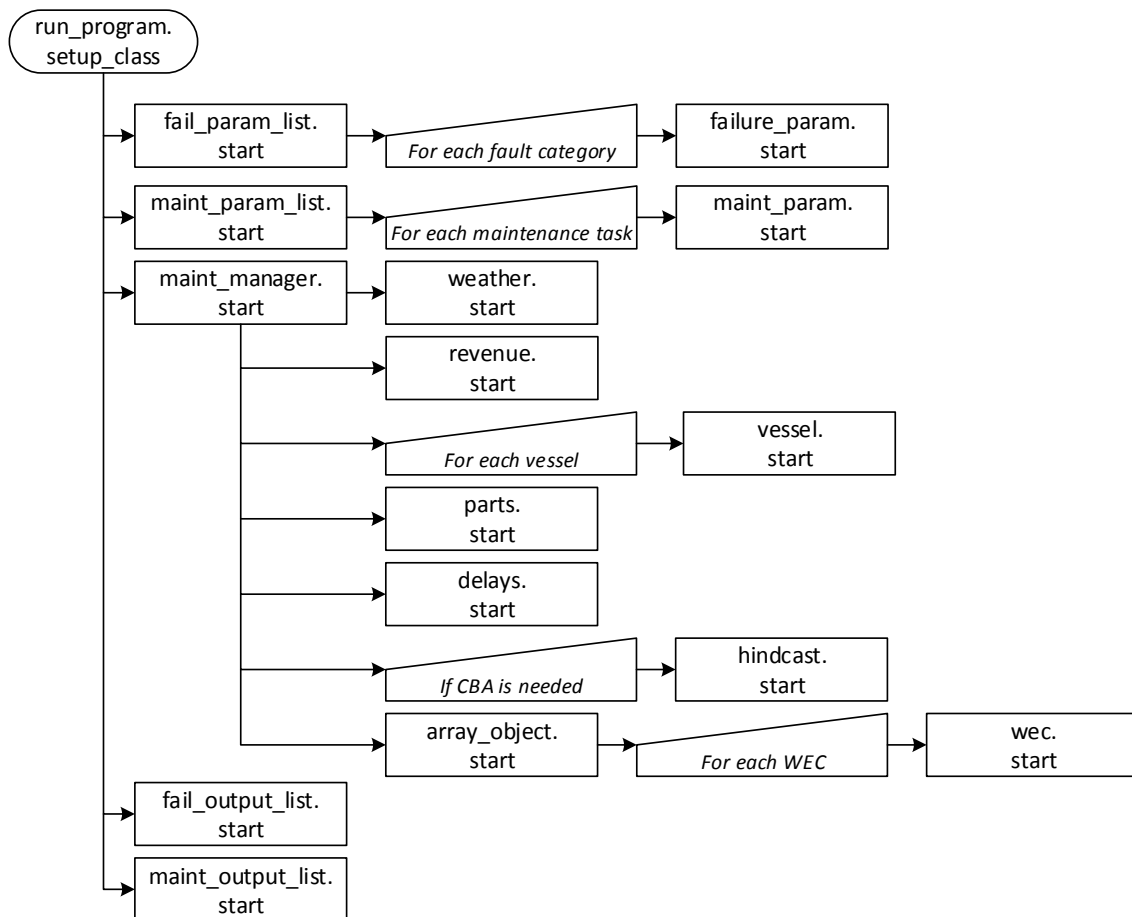 run_program.
setup_class
fail_param_list.
start
For each fault category
failure_param.
start
maint_param_list.
start
For each maintenance task
maint_param.
start
maint_manager.
start
weather.
start
revenue.
start
For each vessel
vessel.
start
parts.
start
delays.
start
If CBA is needed
hindcast.
start
array_object.
start
For each WEC
wec.
start
fail_output_list.
start
maint_output_list.
start